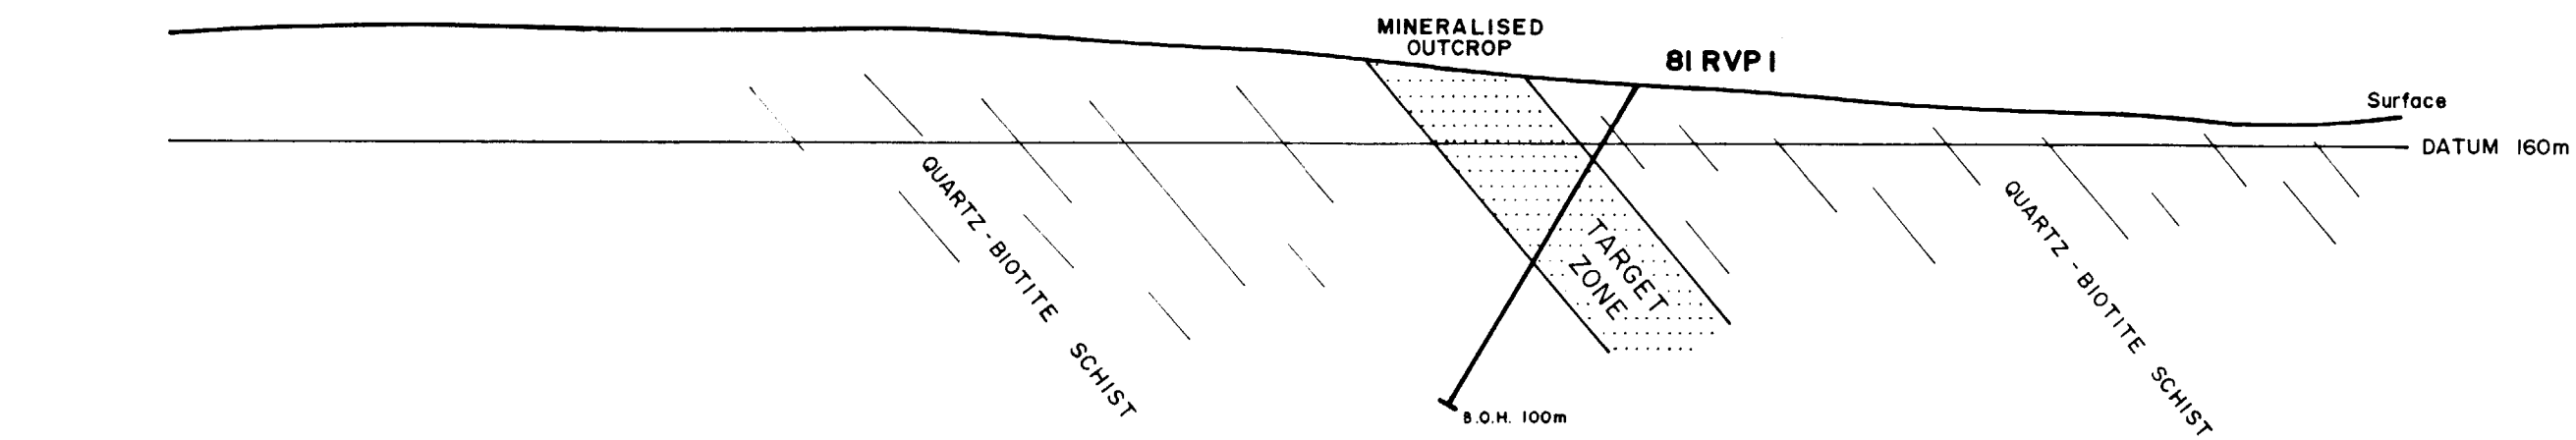 MINERALISED
OUTCROP
81 RVP 1
Surface
DATUM 160m
QUARTZ-BIOTITE SCHIST
TARGET
ZONE
QUARTZ-BIOTITE SCHIST
B.O.H. 100m